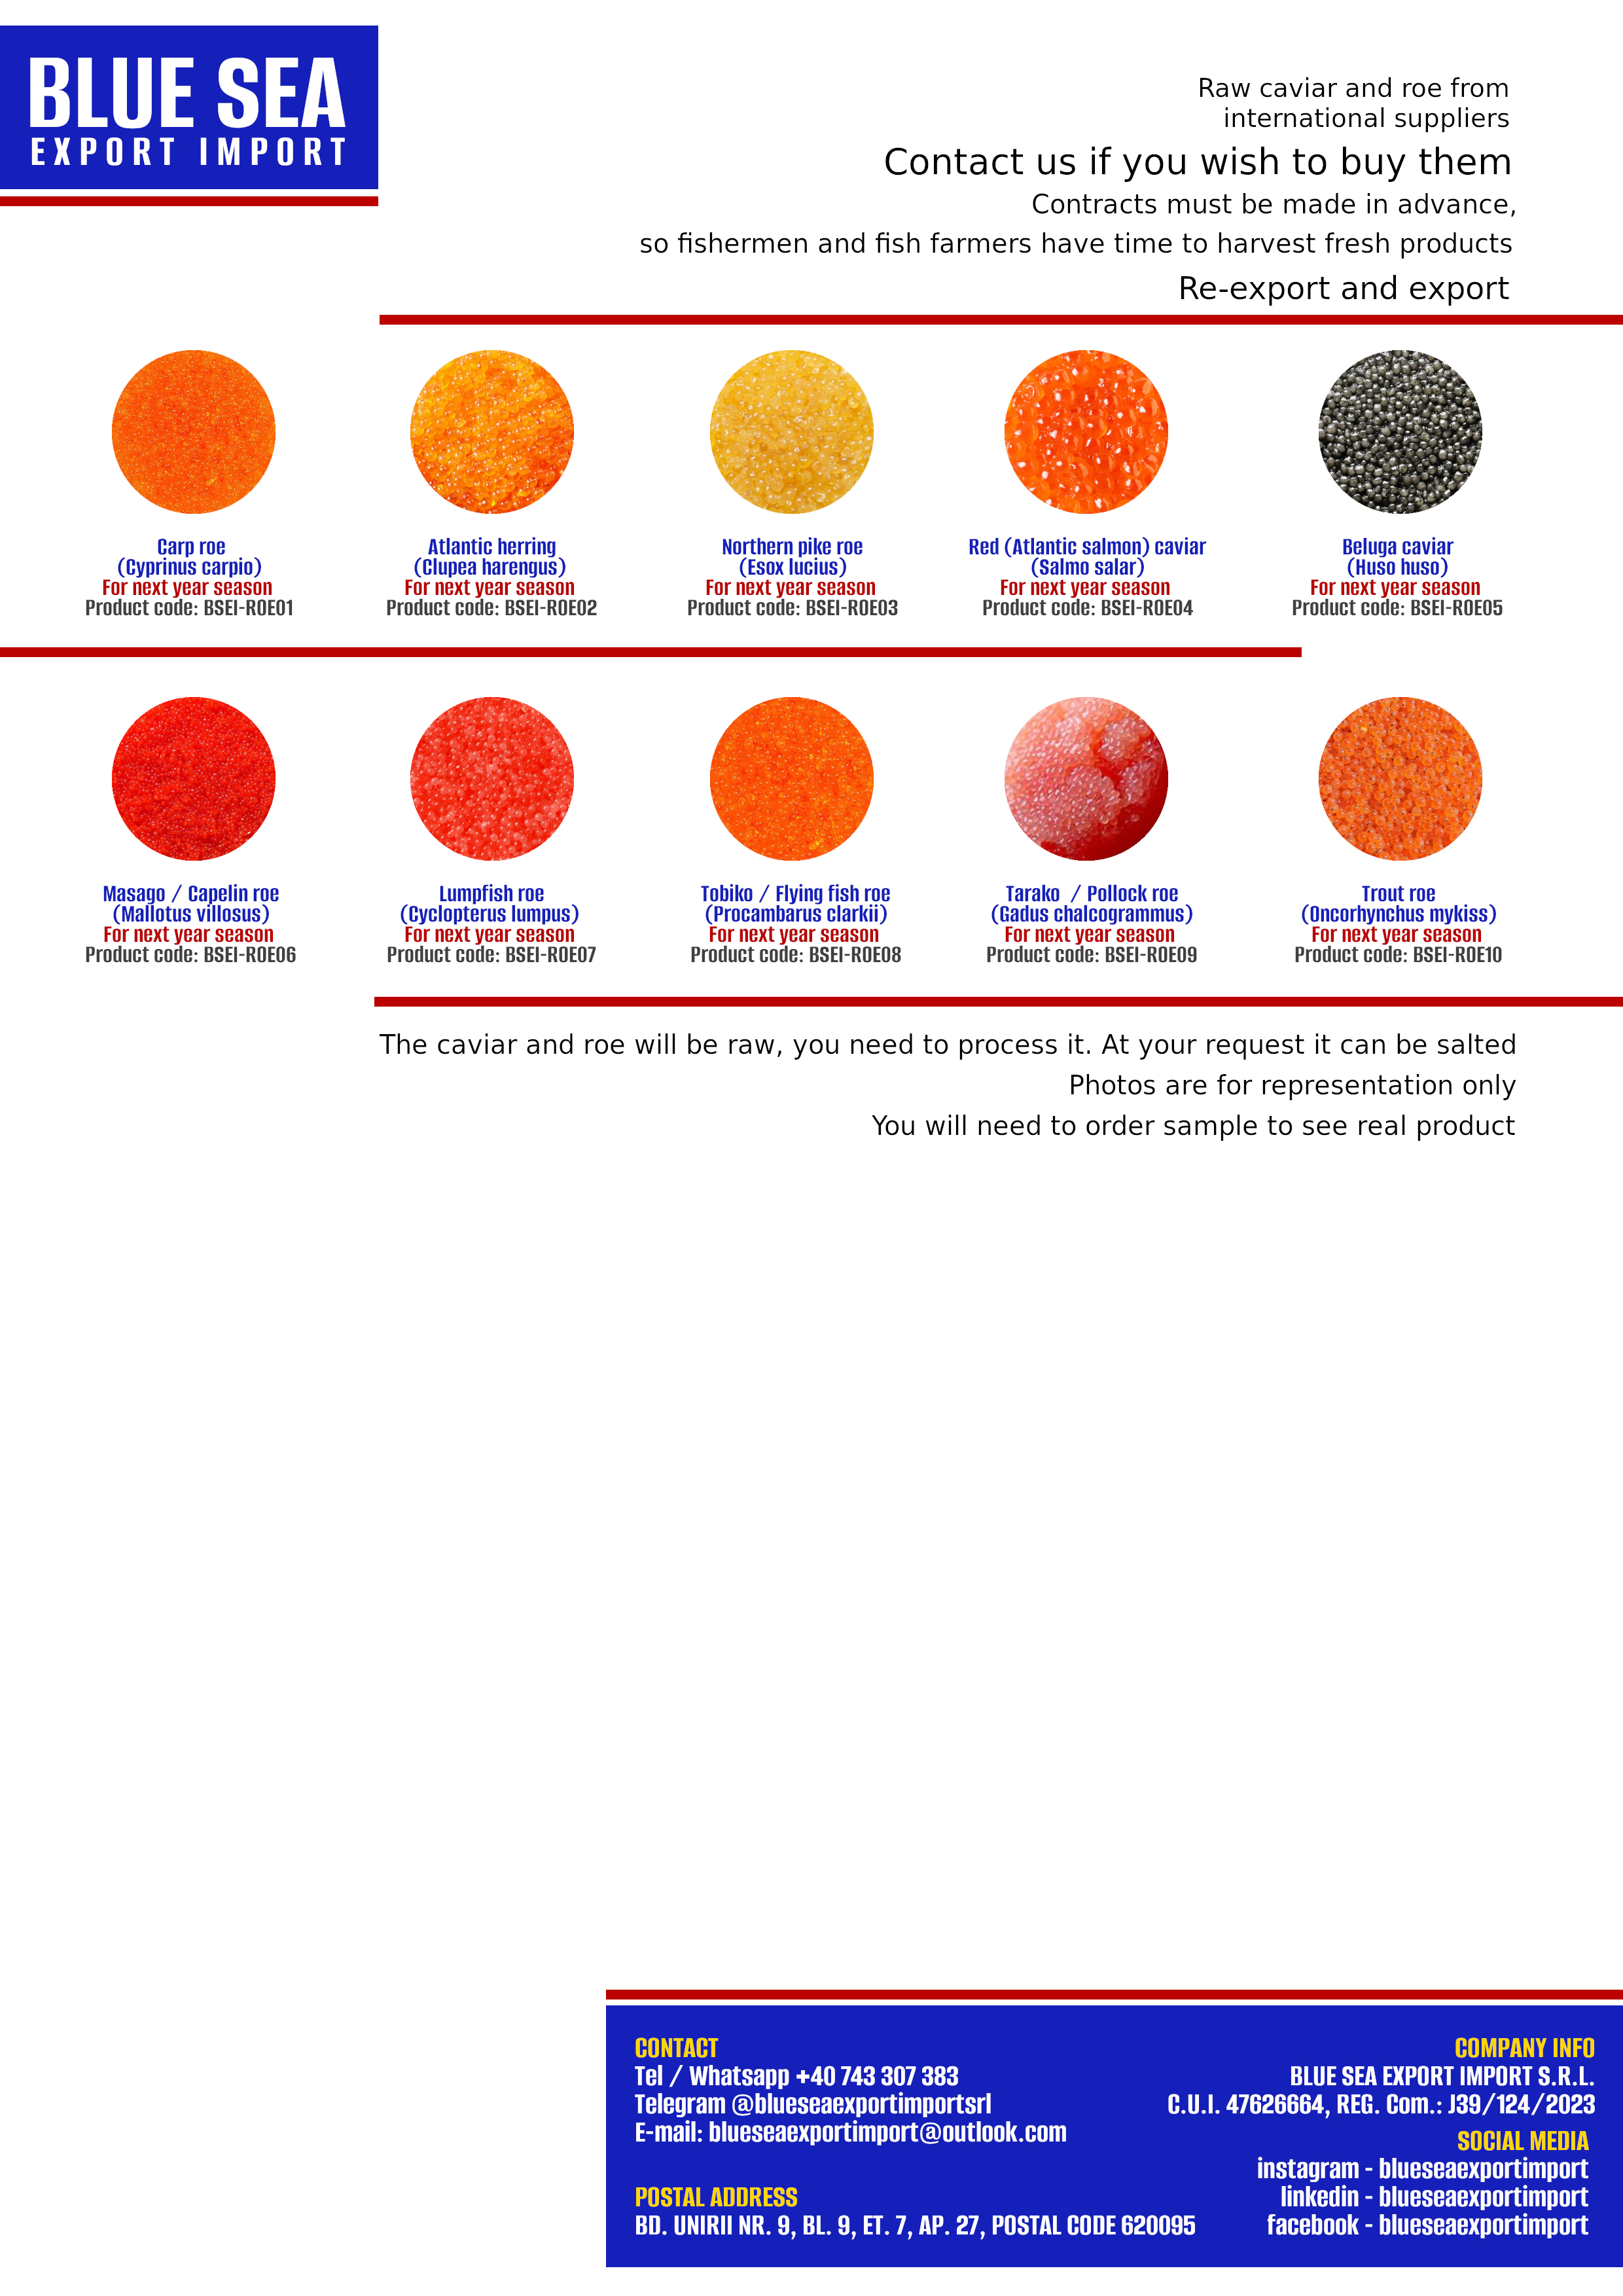 BLUE SEA
EXPORT IMPORT
Raw caviar and roe from
international suppliers
Contact us if you wish to buy them
Contracts must be made in advance,
so fishermen and fish farmers have time to harvest fresh products
Re-export and export
Carp roe
(Cyprinus carpio)
For next year season
Product code: BSEI-ROE01
Atlantic herring
(Clupea harengus)
For next year season
Product code: BSEI-ROE02
Northern pike roe
(Esox lucius)
For next year season
Product code: BSEI-ROE03
Red (Atlantic salmon) caviar
(Salmo salar)
For next year season
Product code: BSEI-ROE04
Beluga caviar
(Huso huso)
For next year season
Product code: BSEI-ROE05
Masago / Capelin roe
(Mallotus villosus)
For next year season
Product code: BSEI-ROE06
Lumpfish roe
(Cyclopterus lumpus)
For next year season
Product code: BSEI-ROE07
Tobiko / Flying fish roe
(Procambarus clarkii)
For next year season
Product code: BSEI-ROE08
Tarako / Pollock roe
(Gadus chalcogrammus)
For next year season
Product code: BSEI-ROE09
Trout roe
(Oncorhynchus mykiss)
For next year season
Product code: BSEI-ROE10
The caviar and roe will be raw, you need to process it. At your request it can be salted
Photos are for representation only
You will need to order sample to see real product
CONTACT
Tel / Whatsapp +40 743 307 383
Telegram @blueseaexportimportsrl
E-mail: blueseaexportimport@outlook.com
POSTAL ADDRESS
BD. UNIRII NR. 9, BL. 9, ET. 7, AP. 27, POSTAL CODE 620095
COMPANY INFO
BLUE SEA EXPORT IMPORT S.R.L.
C.U.I. 47626664, REG. Com.: J39/124/2023
SOCIAL MEDIA
instagram - blueseaexportimport
linkedin - blueseaexportimport
facebook - blueseaexportimport